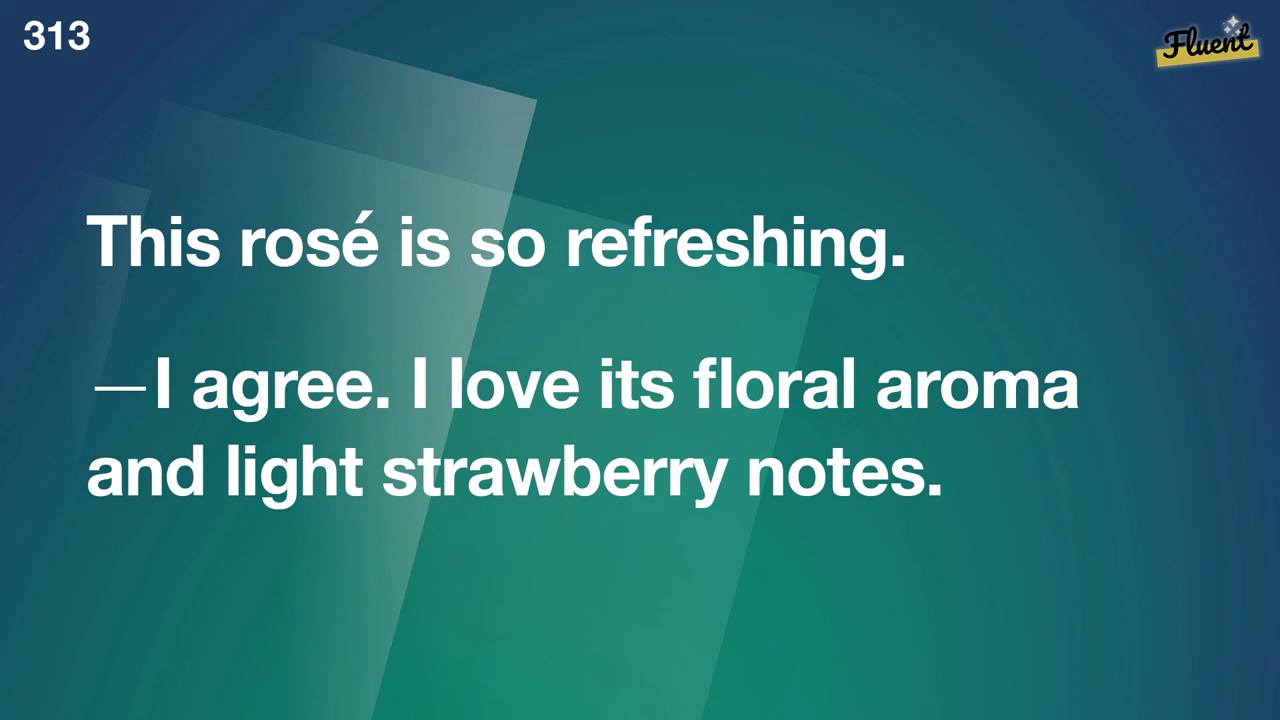 313
Fluent
This rosé is so refreshing.
—I agree. I love its floral aroma
and light strawberry notes.